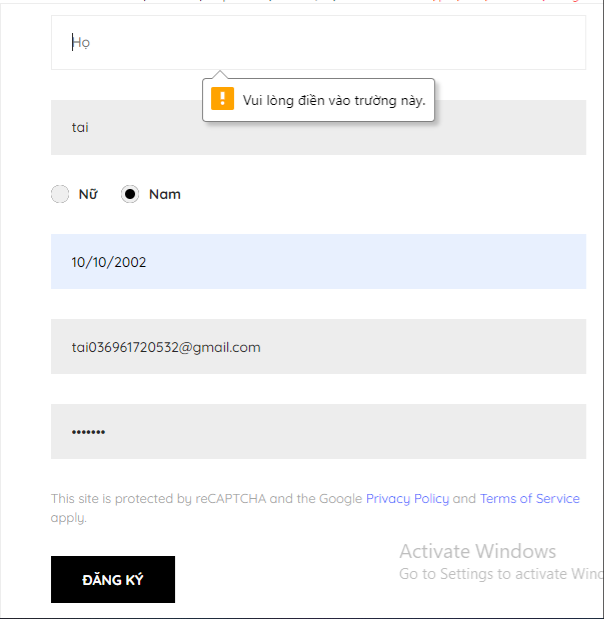 Họ
Vui lòng điền vào trường này.
tai
Nữ Nam
10/10/2002
tai036961720532@gmail.com
•••••••
This site is protected by reCAPTCHA and the Google Privacy Policy and Terms of Service
apply.
Activate Windows
Go to Settings to activate Wind
ĐĂNG KÝ